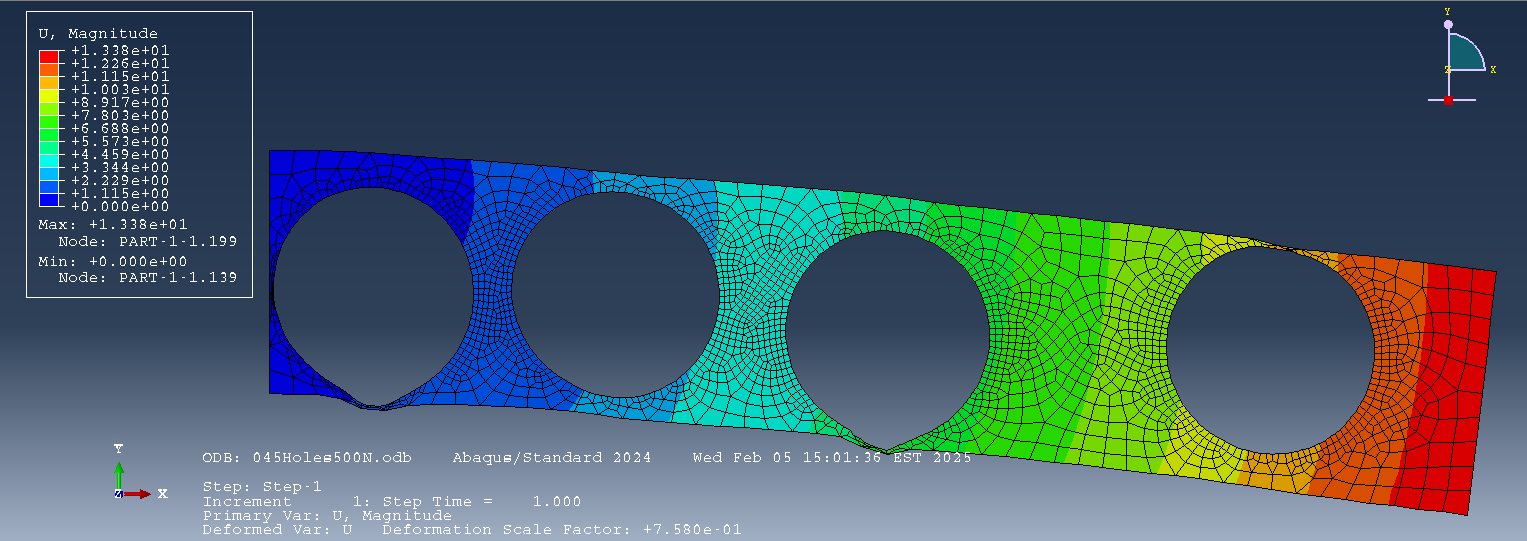 U, Magnitude
+1.338e+01
+1.226e+01
+1.115e+01
+1.003e+01
+8.917e+00
+7.803e+00
+6.688e+00
+5.573e+00
+4.459e+00
+3.344e+00
+2.229e+00
+1.115e+00
+0.000e+00
Max: +1.338e+01
Node: PART-1-1.199
Min: +0.000e+00
Node: PART-1-1.139
Y
Z X
Y
Z X
ODB: 045Holes500N.odb Abaqus/Standard 2024 Wed Feb 05 15:01:36 EST 2025
Step: Step-1
Increment 1: Step Time = 1.000
Primary Var: U, Magnitude
Deformed Var: U Deformation Scale Factor: +7.580e-01